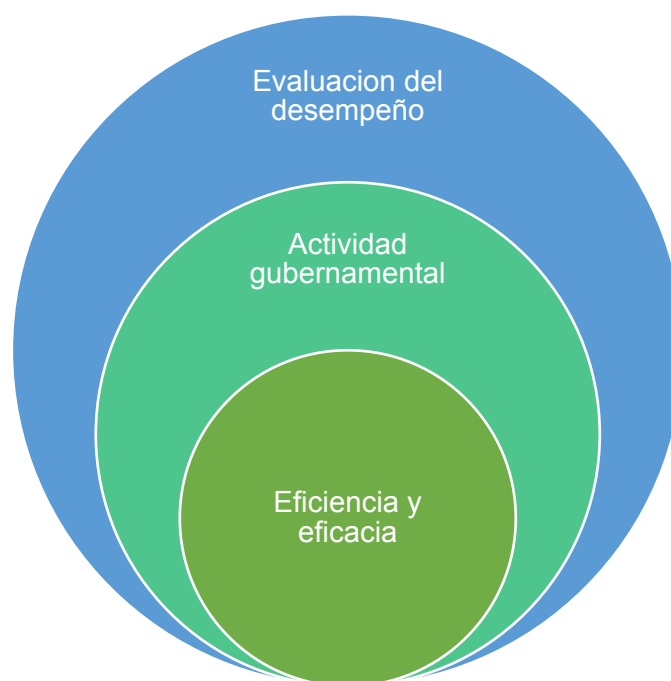 Evaluacion del
desempeño
Actividad
gubernamental
Eficiencia y
eficacia